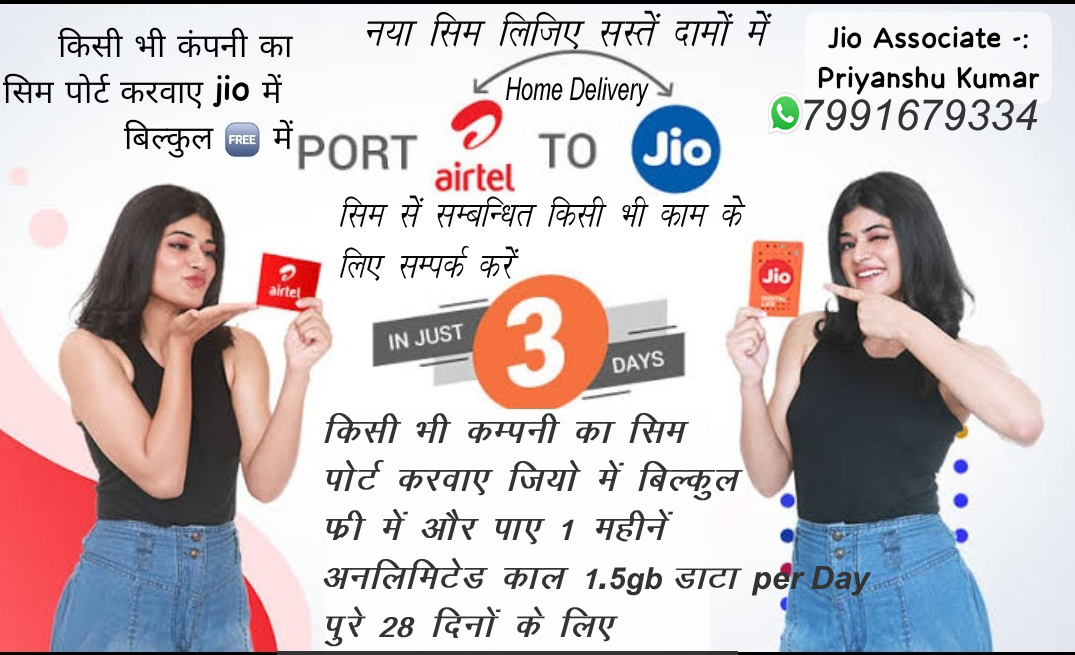 किसी भी कंपनी का
सिम पोर्ट करवाए jio में
बिल्कुल FREE में
नया सिम लिजिए सस्तें दामों में
Home Delivery
Jio Associate -:
Priyanshu Kumar
7991679334
PORT airtel TO Jio
सिम सें सम्बन्धित किसी भी काम के
लिए सम्पर्क करें
airtel
Jio
DIGITAL
LIFE
IN JUST 3 DAYS
किसी भी कम्पनी का सिम
पोर्ट करवाए जियो में बिल्कुल
फ्री में और पाए 1 महीनें
अनलिमिटेड काल 1.5gb डाटा per Day
पुरे 28 दिनों के लिए